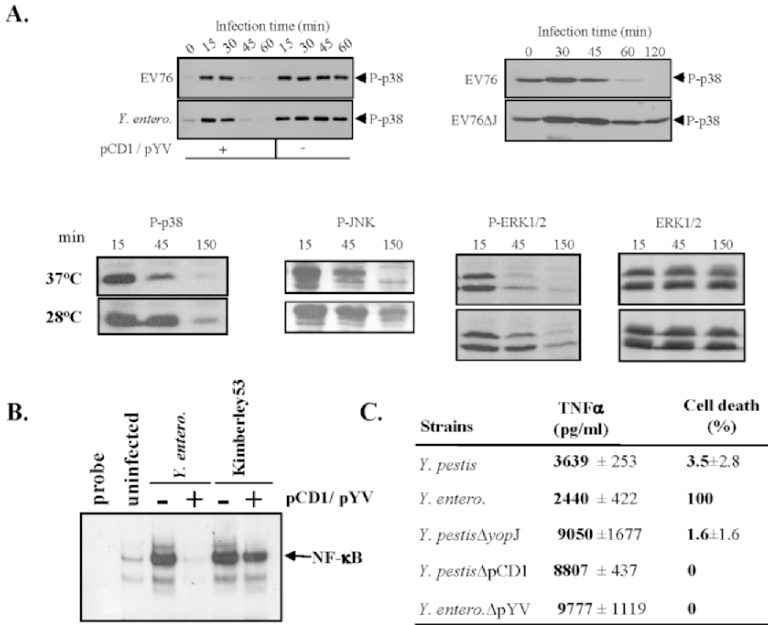 A.
Infection time (min)
0 15 30 45 60 15 30 45 60
EV76 P-p38
Y. entero. P-p38
pCD1 / pYV + -
Infection time (min)
0 30 45 60 120
EV76 P-p38
EV76ΔJ P-p38
P-p38 P-JNK P-ERK1/2 ERK1/2
min 15 45 150 15 45 150 15 45 150 15 45 150
37°C
28°C
B.
probe
uninfected
Y. entero.
Kimberley53
- + - + pCD1/ pYV
NF-κB
C.
Strains TNFα (pg/ml) Cell death (%)
Y. pestis 3639 ± 253 3.5±2.8
Y. entero. 2440 ± 422 100
Y. pestisΔyopJ 9050 ±1677 1.6±1.6
Y. pestisΔpCD1 8807 ± 437 0
Y. entero.ΔpYV 9777 ± 1119 0